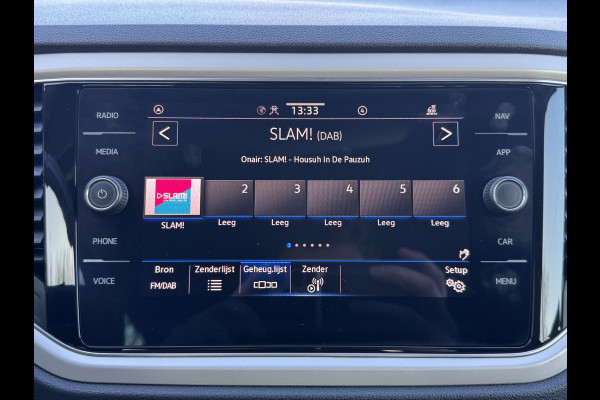 RADIO
MEDIA
PHONE
VOICE
13:33
SLAM! (DAB)
Onair: SLAM! - Housuh In De Pauzuh
SLAM!
2
3
4
5
6
SLAM!
Leeg
Leeg
Leeg
Leeg
Leeg
Bron
Zenderlijst
Geheug.lijst
Zender
Setup
FM/DAB
NAV
APP
CAR
MENU